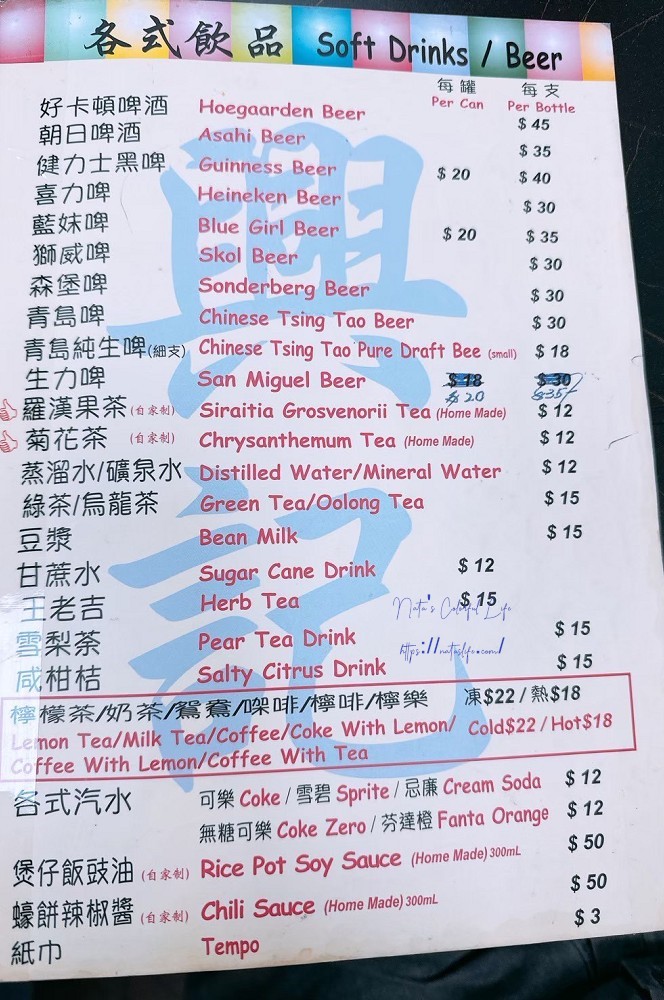 各式飲品 Soft Drinks / Beer
每罐 每支
Per Can Per Bottle
好卡頓啤酒 Hoegaarden Beer $ 45
朝日啤酒 Asahi Beer $ 35
健力士黑啤 Guinness Beer $ 20 $ 40
喜力啤 Heineken Beer $ 30
藍妹啤 Blue Girl Beer $ 20 $ 35
獅威啤 Skol Beer $ 30
森堡啤 Sonderberg Beer $ 30
青島啤 Chinese Tsing Tao Beer $ 30
青島純生啤(細支) Chinese Tsing Tao Pure Draft Bee (small) $ 18
生力啤 San Miguel Beer $ 18 $ 30
$ 20 $35
羅漢果茶(自家制) Siraitia Grosvenorii Tea (Home Made) $ 12
菊花茶 (自家制) Chrysanthemum Tea (Home Made) $ 12
蒸溜水/礦泉水 Distilled Water/Mineral Water $ 12
綠茶/烏龍茶 Green Tea/Oolong Tea $ 15
豆漿 Bean Milk $ 15
甘蔗水 Sugar Cane Drink $ 12
王老吉 Herb Tea $ 15
Natu's Colorful Life
雪梨茶 Pear Tea Drink $ 15
https://natuslife.com/
咸柑桔 Salty Citrus Drink $ 15
檸檬茶/奶茶/鴛鴦/㗎啡/檸啡/檸樂 凍$22 / 熱$18
Lemon Tea/Milk Tea/Coffee/Coke With Lemon/ Cold$22 / Hot$18
Coffee With Lemon/Coffee With Tea
各式汽水 可樂 Coke / 雪碧 Sprite / 忌廉 Cream Soda $ 12
無糖可樂 Coke Zero / 芬達橙 Fanta Orange $ 12
煲仔飯豉油 (自家制) Rice Pot Soy Sauce (Home Made) 300mL $ 50
蠔餅辣椒醬 (自家制) Chili Sauce (Home Made) 300mL $ 50
紙巾 Tempo $ 3
興記